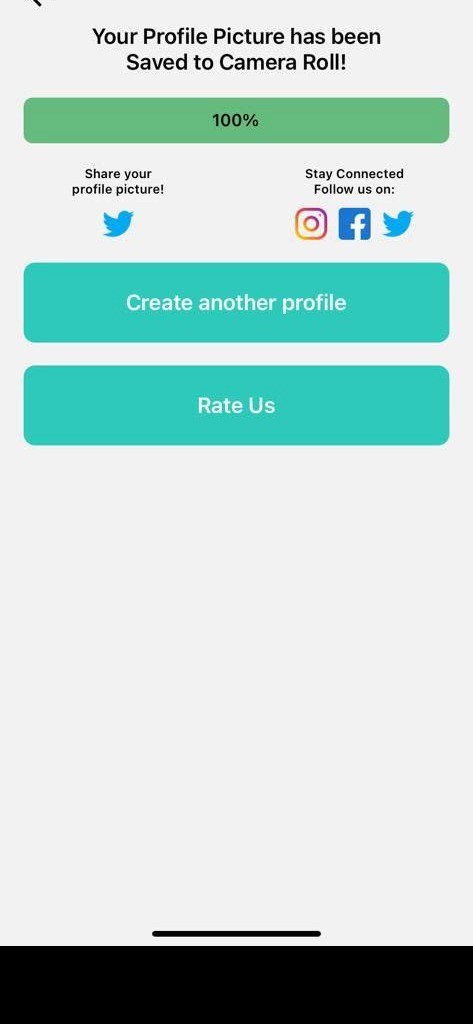 Your Profile Picture has been
Saved to Camera Roll!
100%
Share your
profile picture!
Stay Connected
Follow us on:
Create another profile
Rate Us